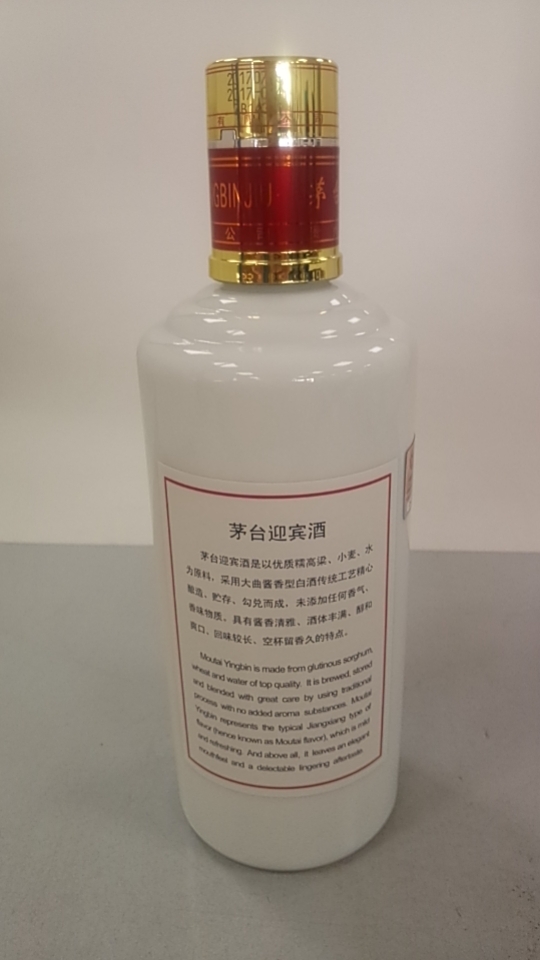 GBINJIU
茅台
公
茅台迎宾酒
茅台迎宾酒是以优质糯高粱、小麦、水
为原料，采用大曲酱香型白酒传统工艺精心
酿造、贮存、勾兑而成，未添加任何香气、
香味物质，具有酱香清雅、酒体丰满、醇和
爽口、回味较长、空杯留香久的特点。
Moutai Yingbin is made from glutinous sorghum,
wheat and water of top quality. It is brewed, stored
and blended with great care by using traditional
process with no added aroma substances. Moutai
Yingbin represents the typical Jiangxiang type of
flavor (hence known as Moutai flavor), which is mild
and refreshing. And above all, it leaves an elegant
mouthfeel and a delectable lingering aftertaste.